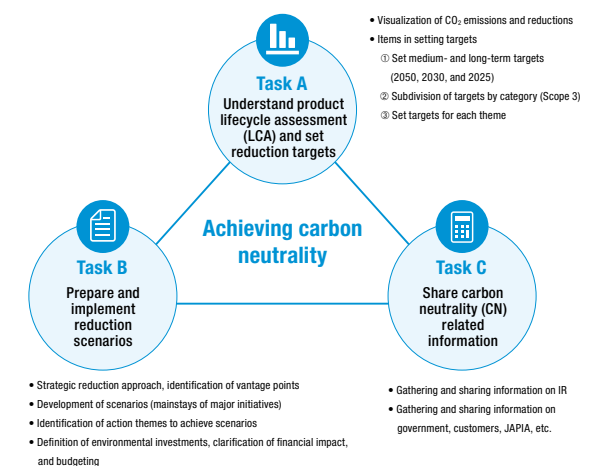 • Visualization of CO₂ emissions and reductions
• Items in setting targets
① Set medium- and long-term targets
(2050, 2030, and 2025)
② Subdivision of targets by category (Scope 3)
③ Set targets for each theme
Task A
Understand product
lifecycle assessment
(LCA) and set
reduction targets
Achieving carbon
neutrality
Task B
Prepare and
implement
reduction
scenarios
Task C
Share carbon
neutrality (CN)
related
information
• Strategic reduction approach, identification of vantage points
• Development of scenarios (mainstays of major initiatives)
• Identification of action themes to achieve scenarios
• Definition of environmental investments, clarification of financial impact,
and budgeting
• Gathering and sharing information on IR
• Gathering and sharing information on
government, customers, JAPIA, etc.